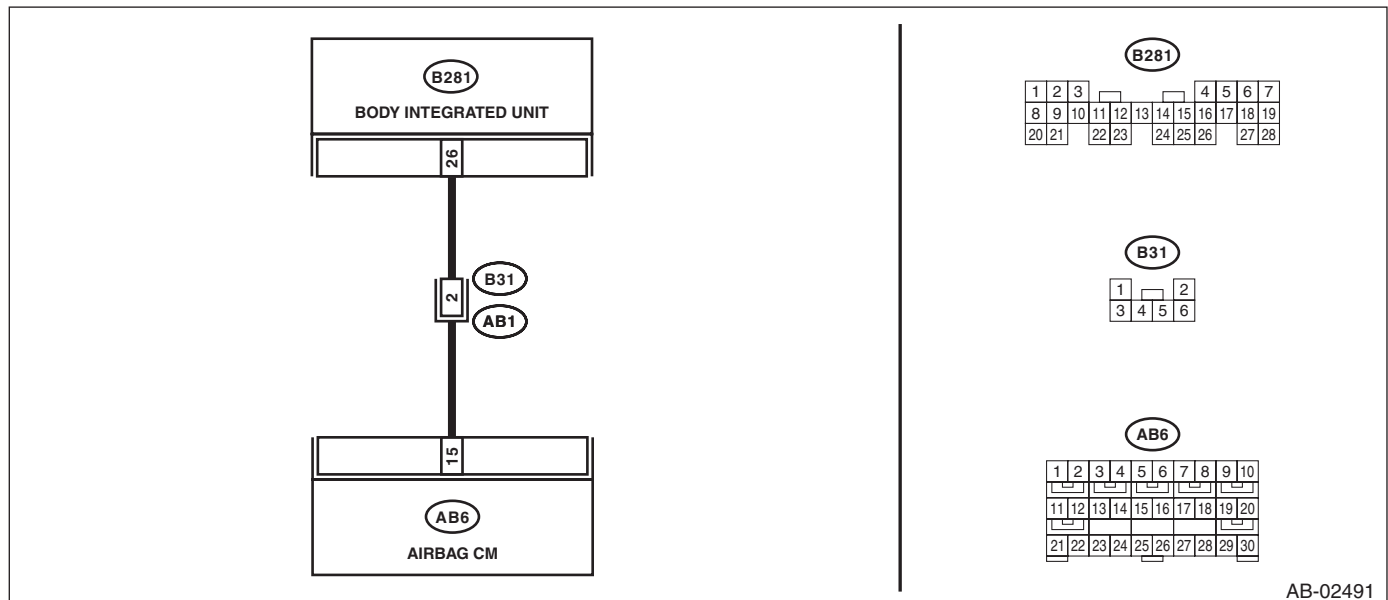 B281
BODY INTEGRATED UNIT
26
2
B31
AB1
15
AB6
AIRBAG CM
B281
1 2 3 4 5 6 7
8 9 10 11 12 13 14 15 16 17 18 19
20 21 22 23 24 25 26 27 28
B31
1 2
3 4 5 6
AB6
1 2 3 4 5 6 7 8 9 10
11 12 13 14 15 16 17 18 19 20
21 22 23 24 25 26 27 28 29 30
AB-02491